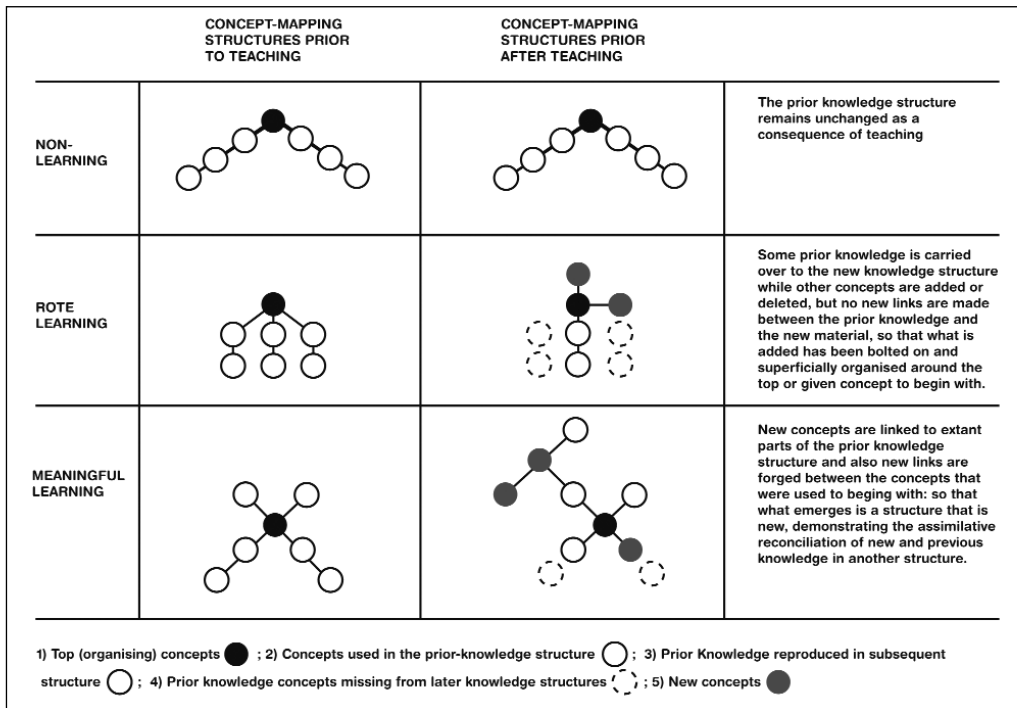 CONCEPT-MAPPING
STRUCTURES PRIOR
TO TEACHING
CONCEPT-MAPPING
STRUCTURES PRIOR
AFTER TEACHING
NON-
LEARNING
The prior knowledge structure
remains unchanged as a
consequence of teaching
ROTE
LEARNING
Some prior knowledge is carried
over to the new knowledge structure
while other concepts are added or
deleted, but no new links are made
between the prior knowledge and
the new material, so that what is
added has been bolted on and
superficially organised around the
top or given concept to begin with.
MEANINGFUL
LEARNING
New concepts are linked to extant
parts of the prior knowledge
structure and also new links are
forged between the concepts that
were used to beginning with: so that
what emerges is a structure that is
new, demonstrating the assimilative
reconciliation of new and previous
knowledge in another structure.
1) Top (organising) concepts ; 2) Concepts used in the prior-knowledge structure ; 3) Prior Knowledge reproduced in subsequent
structure ; 4) Prior knowledge concepts missing from later knowledge structures ; 5) New concepts